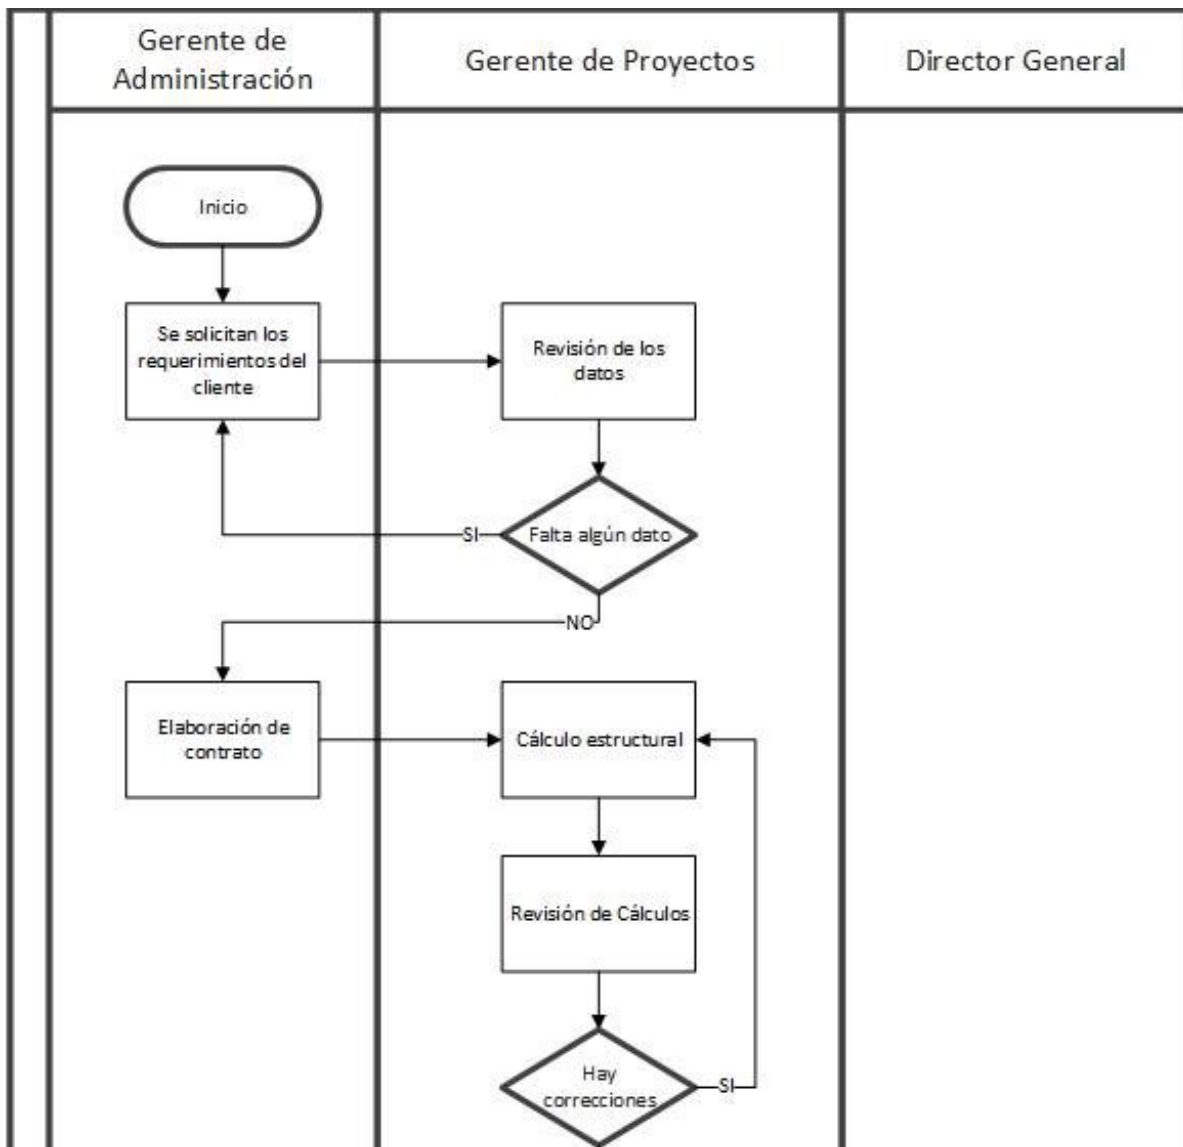 Gerente de
Administración
Gerente de Proyectos
Director General
Inicio
Se solicitan los
requerimientos del
cliente
Revisión de los
datos
Falta algún dato
SI
NO
Elaboración de
contrato
Cálculo estructural
Revisión de Cálculos
Hay
correcciones
SI